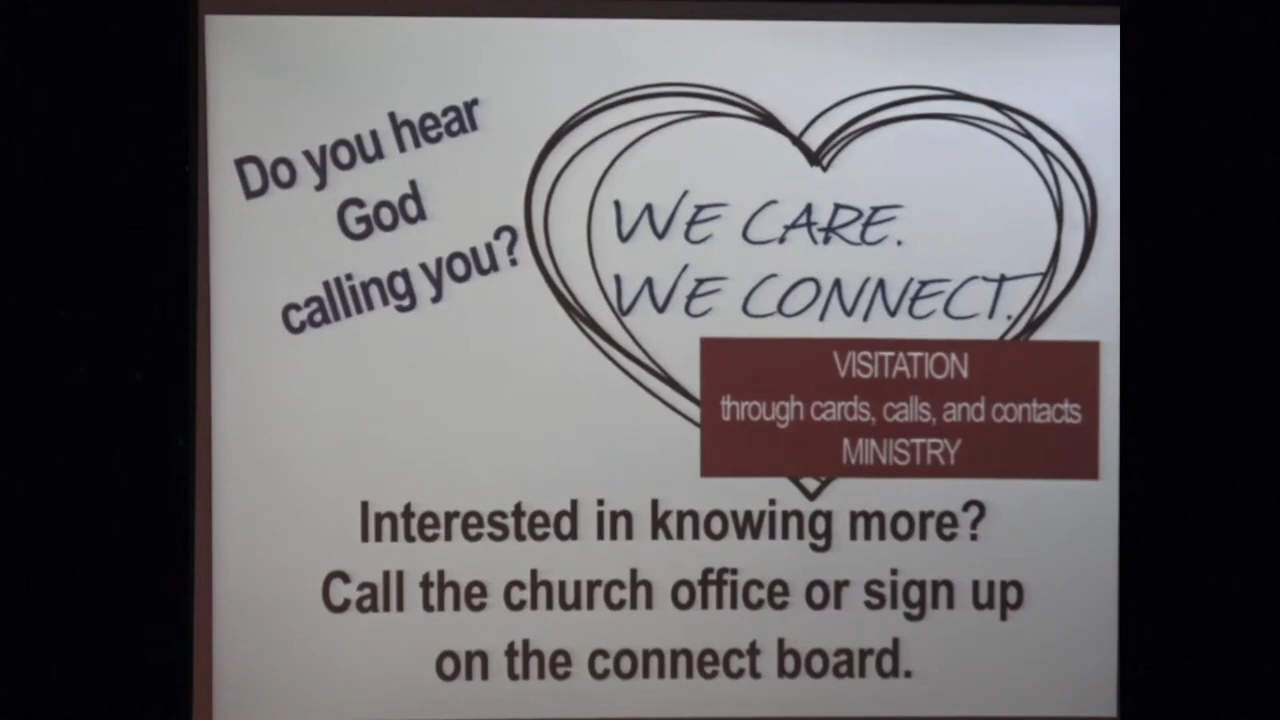 Do you hear
God
calling you?
WE CARE.
WE CONNECT.
VISITATION
through cards, calls, and contacts
MINISTRY
Interested in knowing more?
Call the church office or sign up
on the connect board.